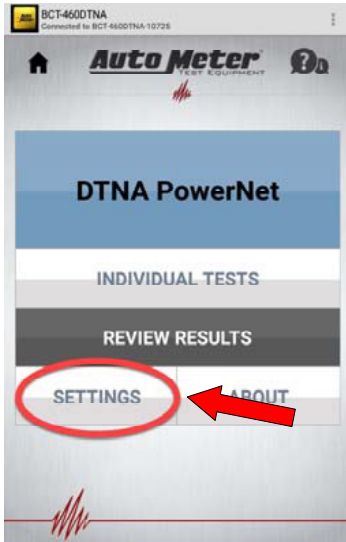 BCT-460DTNA
Connected to BCT-460DTNA-10725
Auto Meter
TEST EQUIPMENT
DTNA PowerNet
INDIVIDUAL TESTS
REVIEW RESULTS
SETTINGS
ABOUT